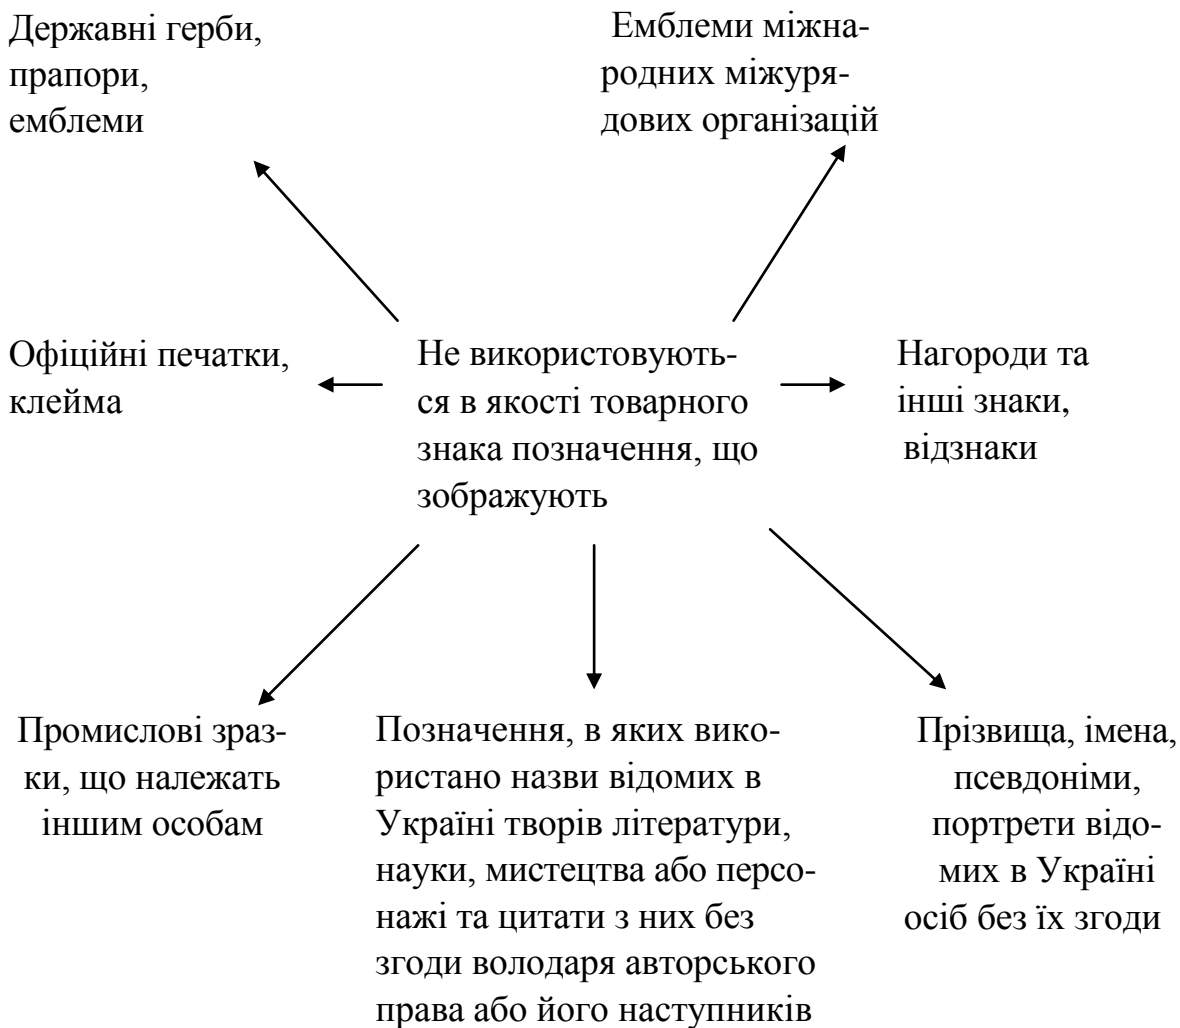 Державні герби,
прапори,
емблеми
Емблеми міжна-
родних міжуря-
дових організацій
Офіційні печатки,
клейма
Не використовують-
ся в якості товарного
знака позначення, що
зображують
Нагороди та
інші знаки,
відзнаки
Промислові зраз-
ки, що належать
іншим особам
Позначення, в яких вико-
ристано назви відомих в
Україні творів літератури,
науки, мистецтва або персо-
нажі та цитати з них без
згоди володаря авторського
права або його наступників
Прізвища, імена,
псевдоніми,
портрети відо-
мих в Україні
осіб без їх згоди